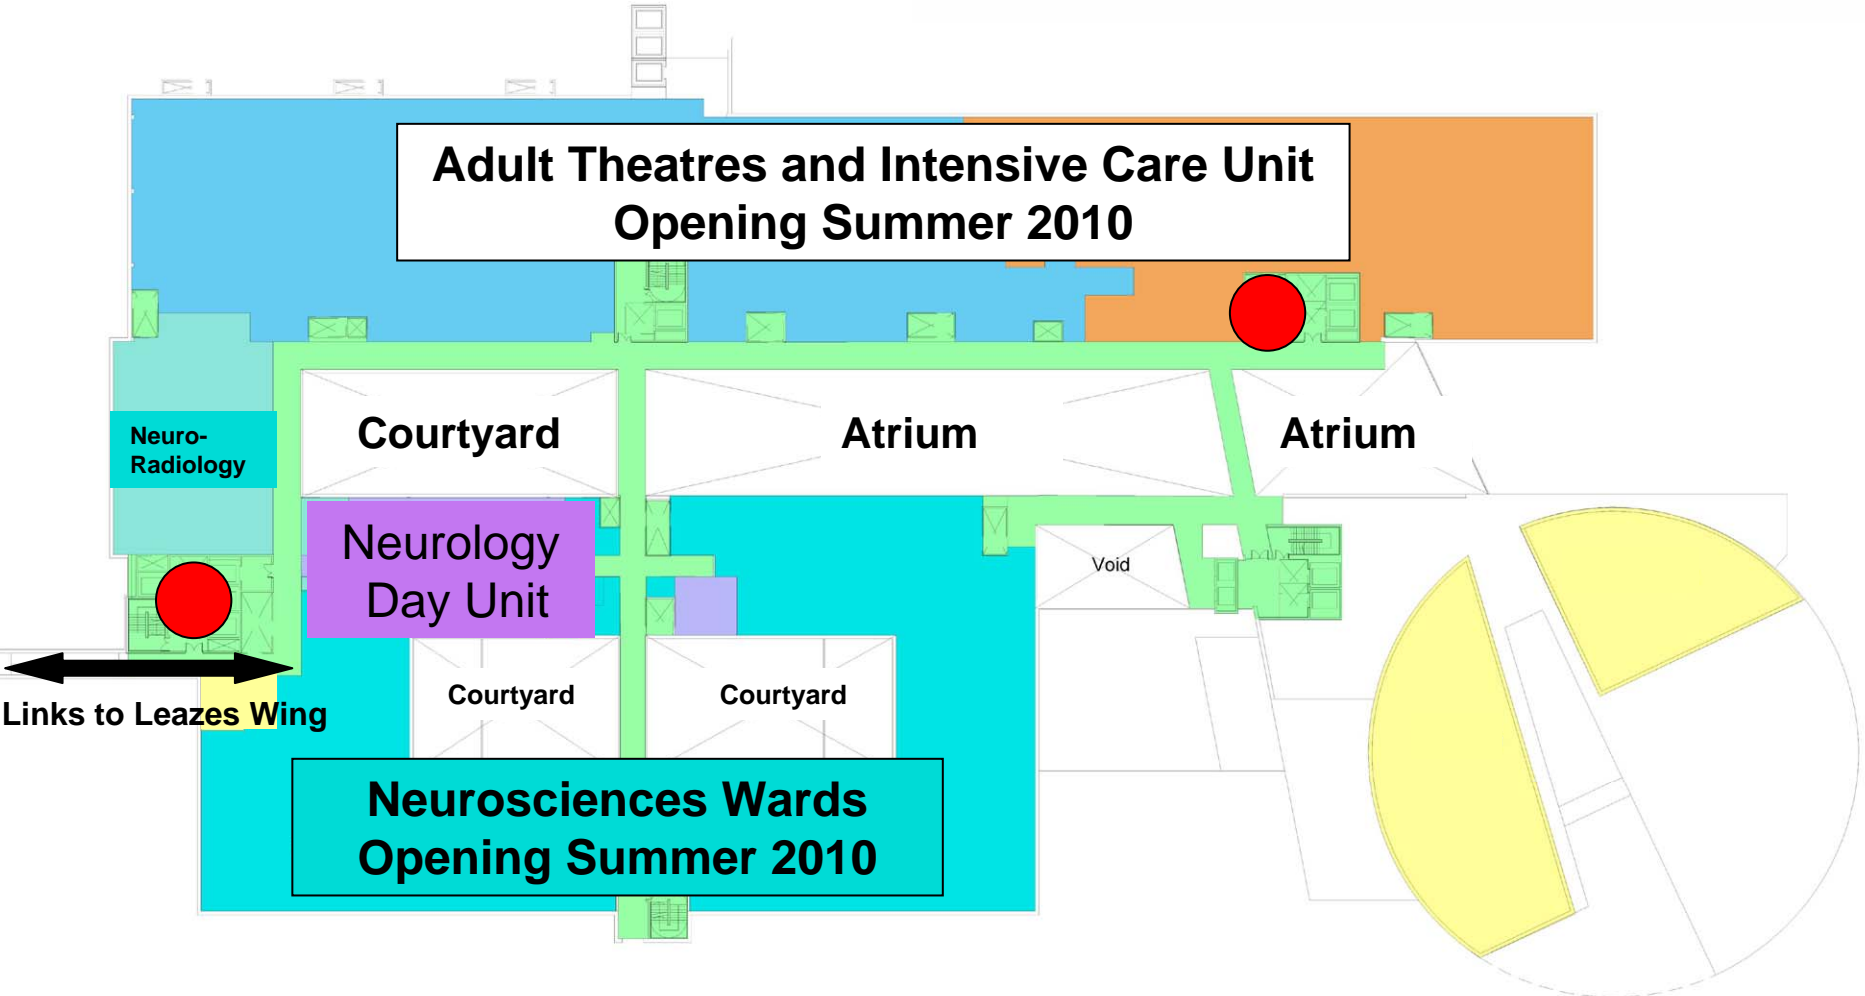 Adult Theatres and Intensive Care Unit
Opening Summer 2010
Neuro-
Radiology
Courtyard
Atrium
Atrium
Neurology
Day Unit
Void
Courtyard
Courtyard
Links to Leazes Wing
Neurosciences Wards
Opening Summer 2010